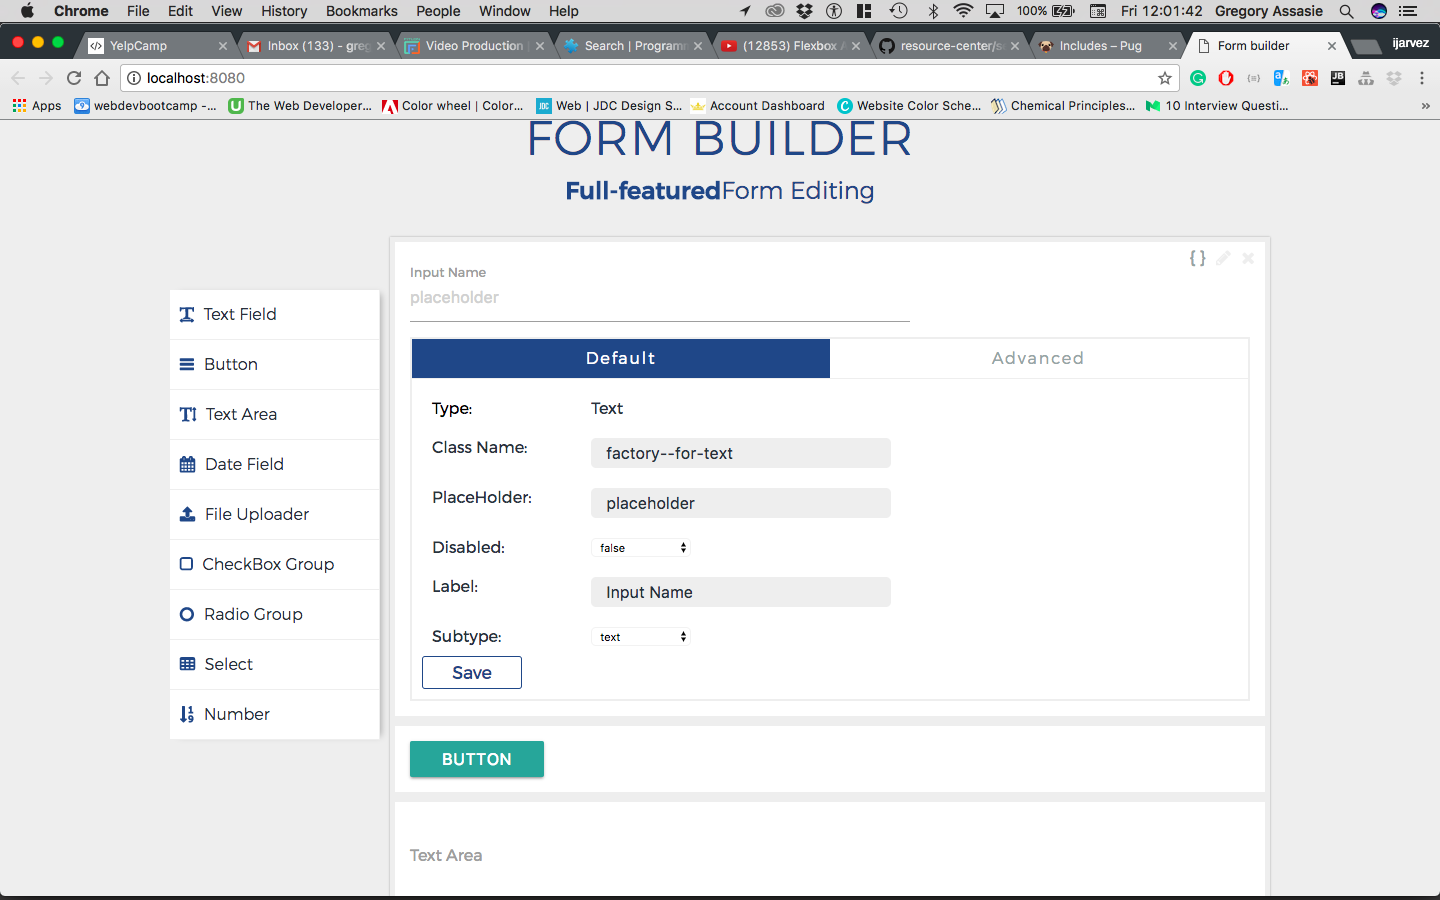 Chrome File Edit View History Bookmarks People Window Help 100% Fri 12:01:42 Gregory Assasie
YelpCamp Inbox (133) - greg Video Production Search | Program (12853) Flexbox A resource-center/s Includes – Pug Form builder ijarvez
localhost:8080
Apps webdevbootcamp -... The Web Developer... Color wheel | Color... JDC Web | JDC Design S... Account Dashboard Website Color Sche... Chemical Principles... 10 Interview Questi... »
FORM BUILDER
Full-featuredForm Editing
{ }
Input Name
placeholder
Text Field
Button
Text Area
Date Field
File Uploader
CheckBox Group
Radio Group
Select
Number
Default Advanced
Type: Text
Class Name: factory--for-text
PlaceHolder: placeholder
Disabled: false
Label: Input Name
Subtype: text
Save
BUTTON
Text Area